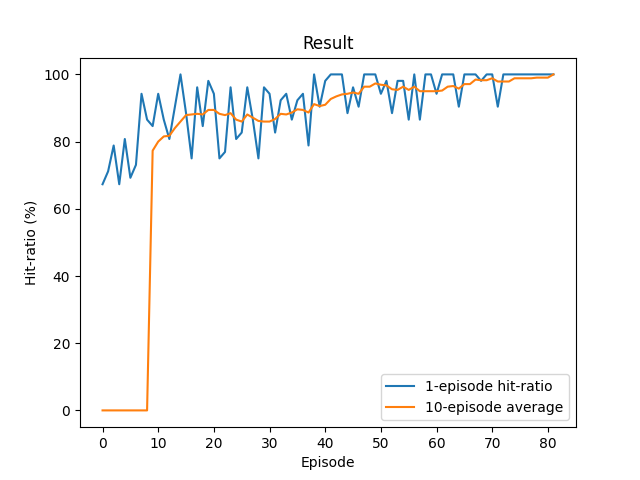 Result
Hit-ratio (%)
100
80
60
40
20
0
1-episode hit-ratio
10-episode average
0 10 20 30 40 50 60 70 80
Episode